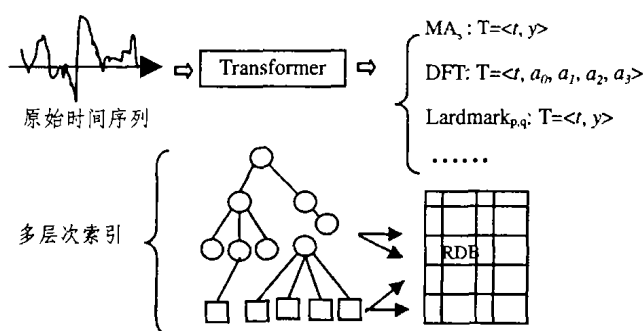 MAₛ: T=<t, y>
Transformer
DFT: T=<t, a₀, a₁, a₂, a₃>
原始时间序列
Lardmarkₚ,q: T=<t, y>
......
多层次索引
RDB